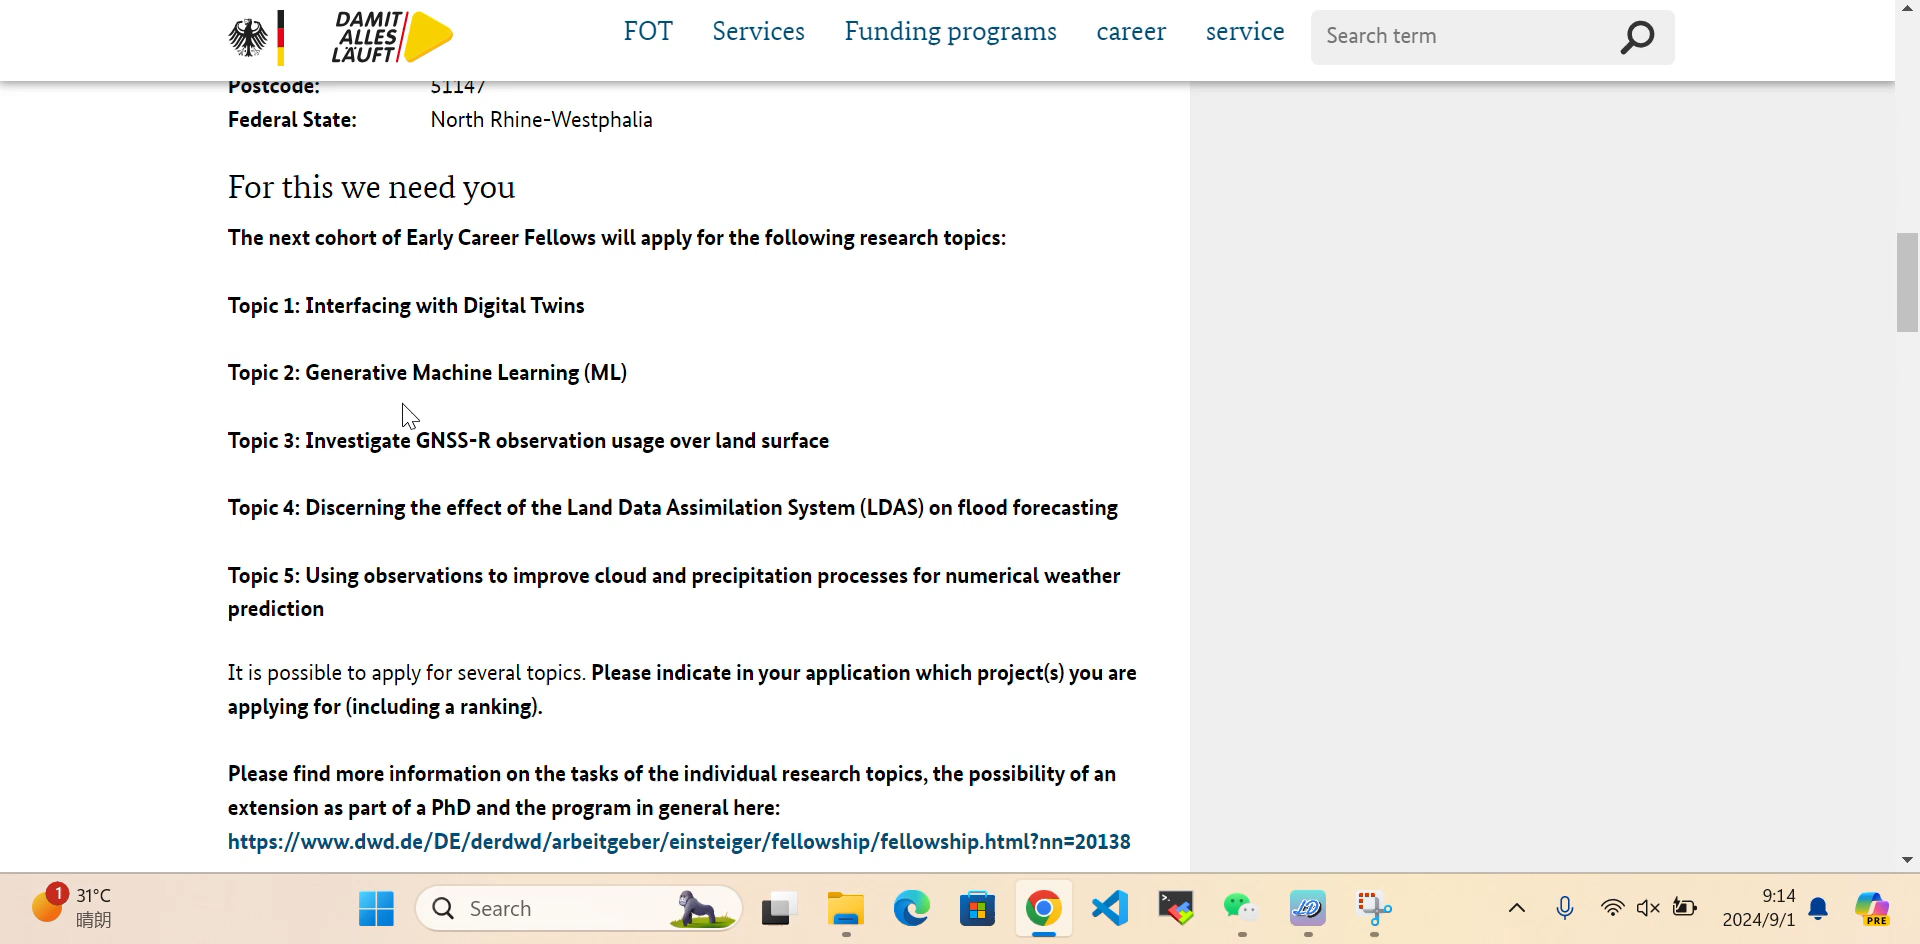 DAMIT
ALLES
LÄUFT
FOT Services Funding programs career service Search term
Postcode: 51147
Federal State: North Rhine-Westphalia
For this we need you
The next cohort of Early Career Fellows will apply for the following research topics:
Topic 1: Interfacing with Digital Twins
Topic 2: Generative Machine Learning (ML)
Topic 3: Investigate GNSS-R observation usage over land surface
Topic 4: Discerning the effect of the Land Data Assimilation System (LDAS) on flood forecasting
Topic 5: Using observations to improve cloud and precipitation processes for numerical weather
prediction
It is possible to apply for several topics. Please indicate in your application which project(s) you are
applying for (including a ranking).
Please find more information on the tasks of the individual research topics, the possibility of an
extension as part of a PhD and the program in general here:
https://www.dwd.de/DE/derdwd/arbeitgeber/einsteiger/fellowship/fellowship.html?nn=20138
1
31°C
晴朗
Search
9:14
2024/9/1
PRE